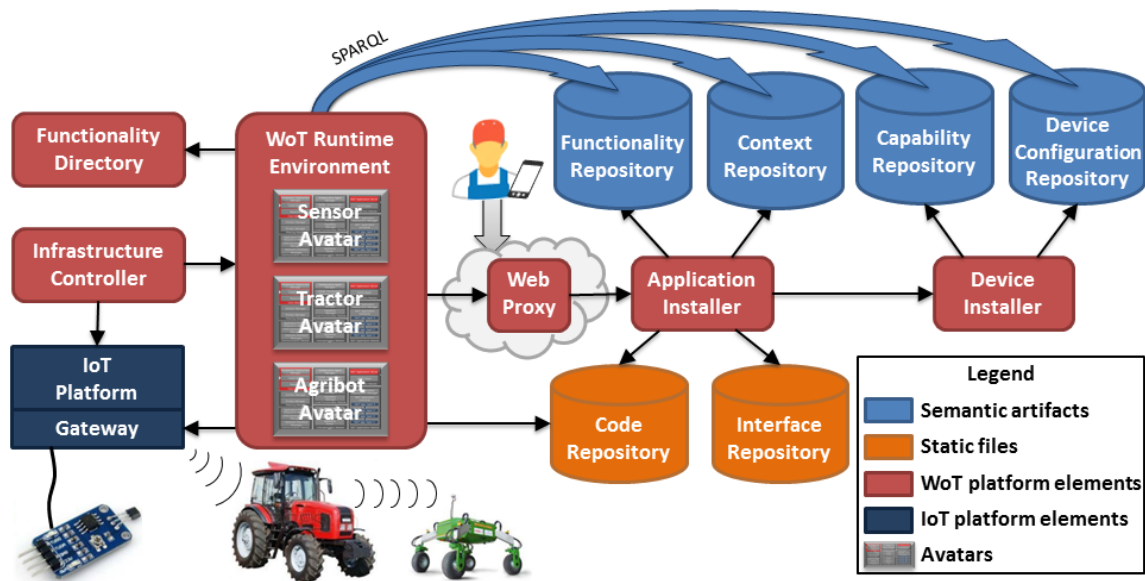 SPARQL
Functionality
Directory
WoT Runtime
Environment
Sensor
Avatar
Tractor
Avatar
Agribot
Avatar
Infrastructure
Controller
IoT
Platform
Gateway
Functionality
Repository
Context
Repository
Capability
Repository
Device
Configuration
Repository
Web
Proxy
Application
Installer
Device
Installer
Code
Repository
Interface
Repository
Legend
Semantic artifacts
Static files
WoT platform elements
IoT platform elements
Avatars